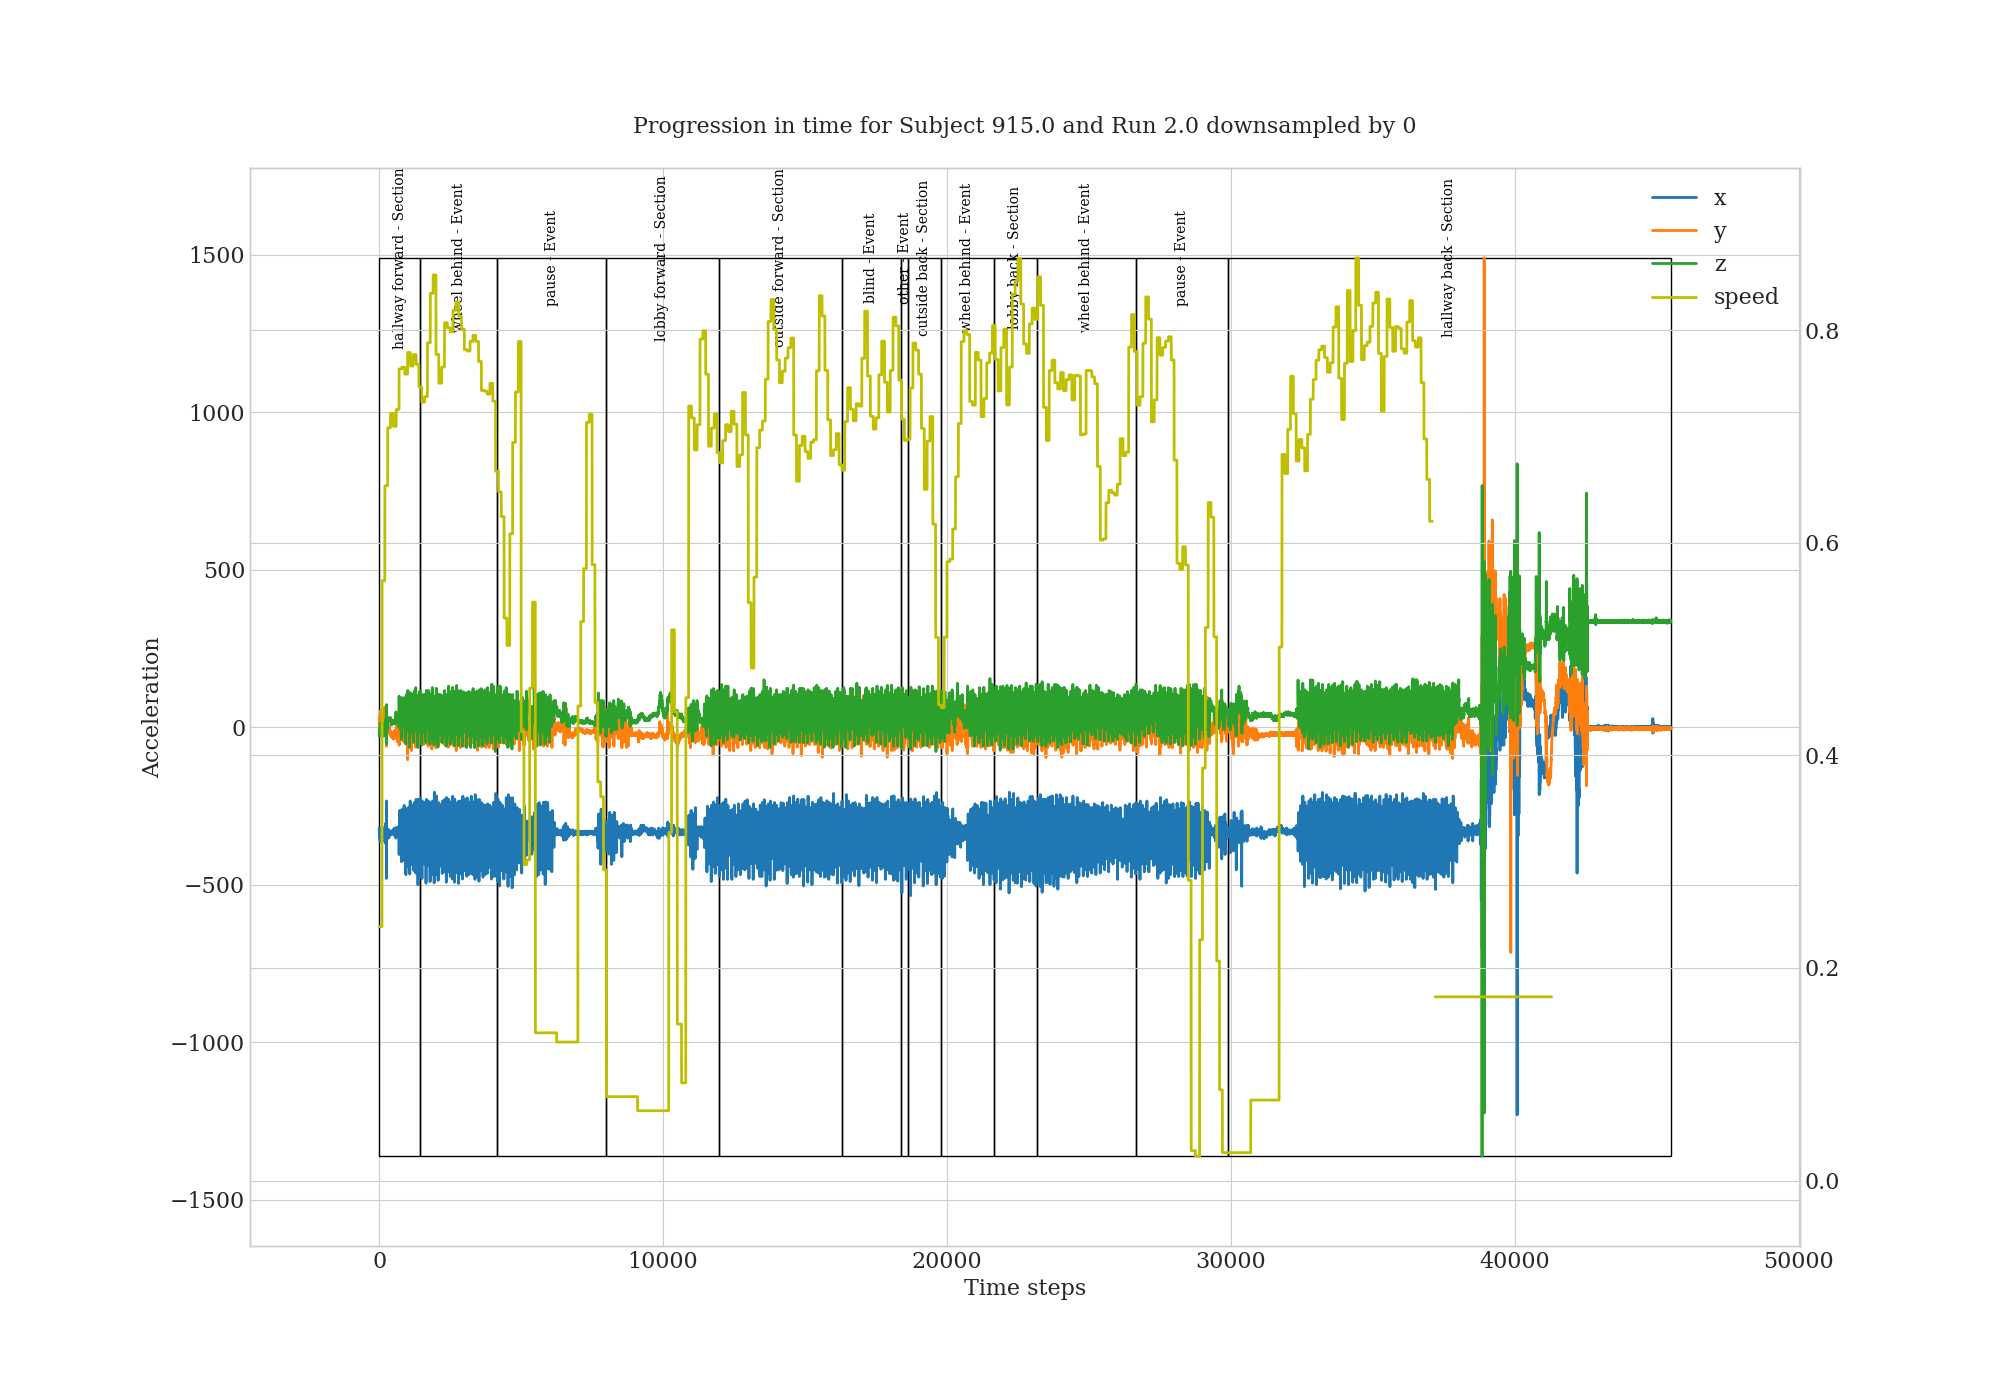 Progression in time for Subject 915.0 and Run 2.0 downsampled by 0
hallway forward - Section
wheel behind - Event
pause - Event
lobby forward - Section
outside forward - Section
blind - Event
other - Event
outside back - Section
wheel behind - Event
lobby back - Section
wheel behind - Event
pause - Event
hallway back - Section
x
y
z
speed
1500
1000
500
0
−500
−1000
−1500
Acceleration
0.8
0.6
0.4
0.2
0.0
0 10000 20000 30000 40000 50000
Time steps